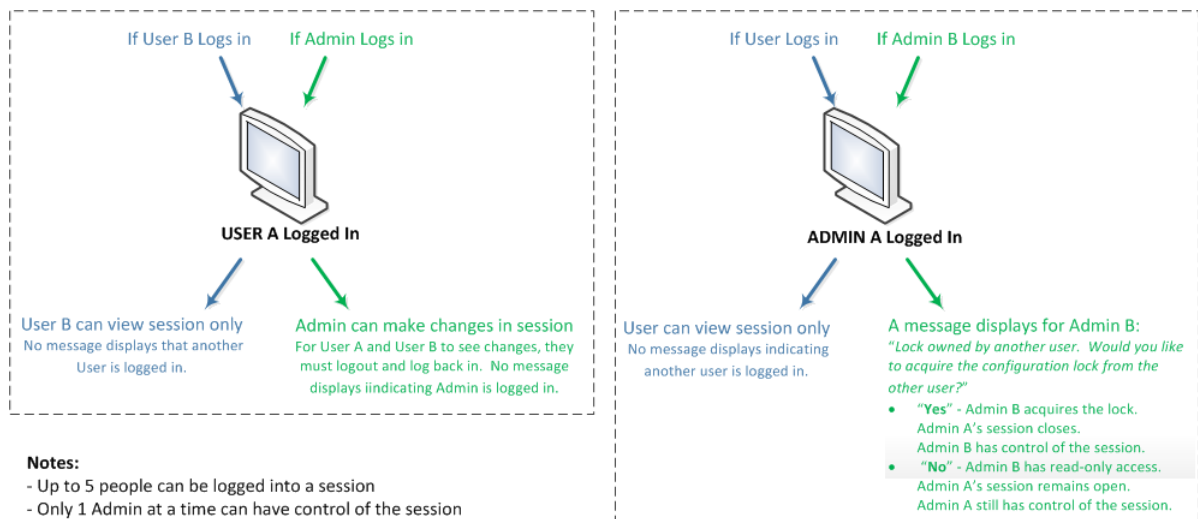 If User B Logs in
If Admin Logs in
USER A Logged In
User B can view session only
No message displays that another
User is logged in.
Admin can make changes in session
For User A and User B to see changes, they
must logout and log back in.  No message
displays iindicating Admin is logged in.
Notes:
- Up to 5 people can be logged into a session
- Only 1 Admin at a time can have control of the session
If User Logs in
If Admin B Logs in
ADMIN A Logged In
User can view session only
No message displays indicating
another user is logged in.
A message displays for Admin B:
"Lock owned by another user.  Would you like
to acquire the configuration lock from the
other user?"
• "Yes" - Admin B acquires the lock.
Admin A's session closes.
Admin B has control of the session.
• "No" - Admin B has read-only access.
Admin A's session remains open.
Admin A still has control of the session.